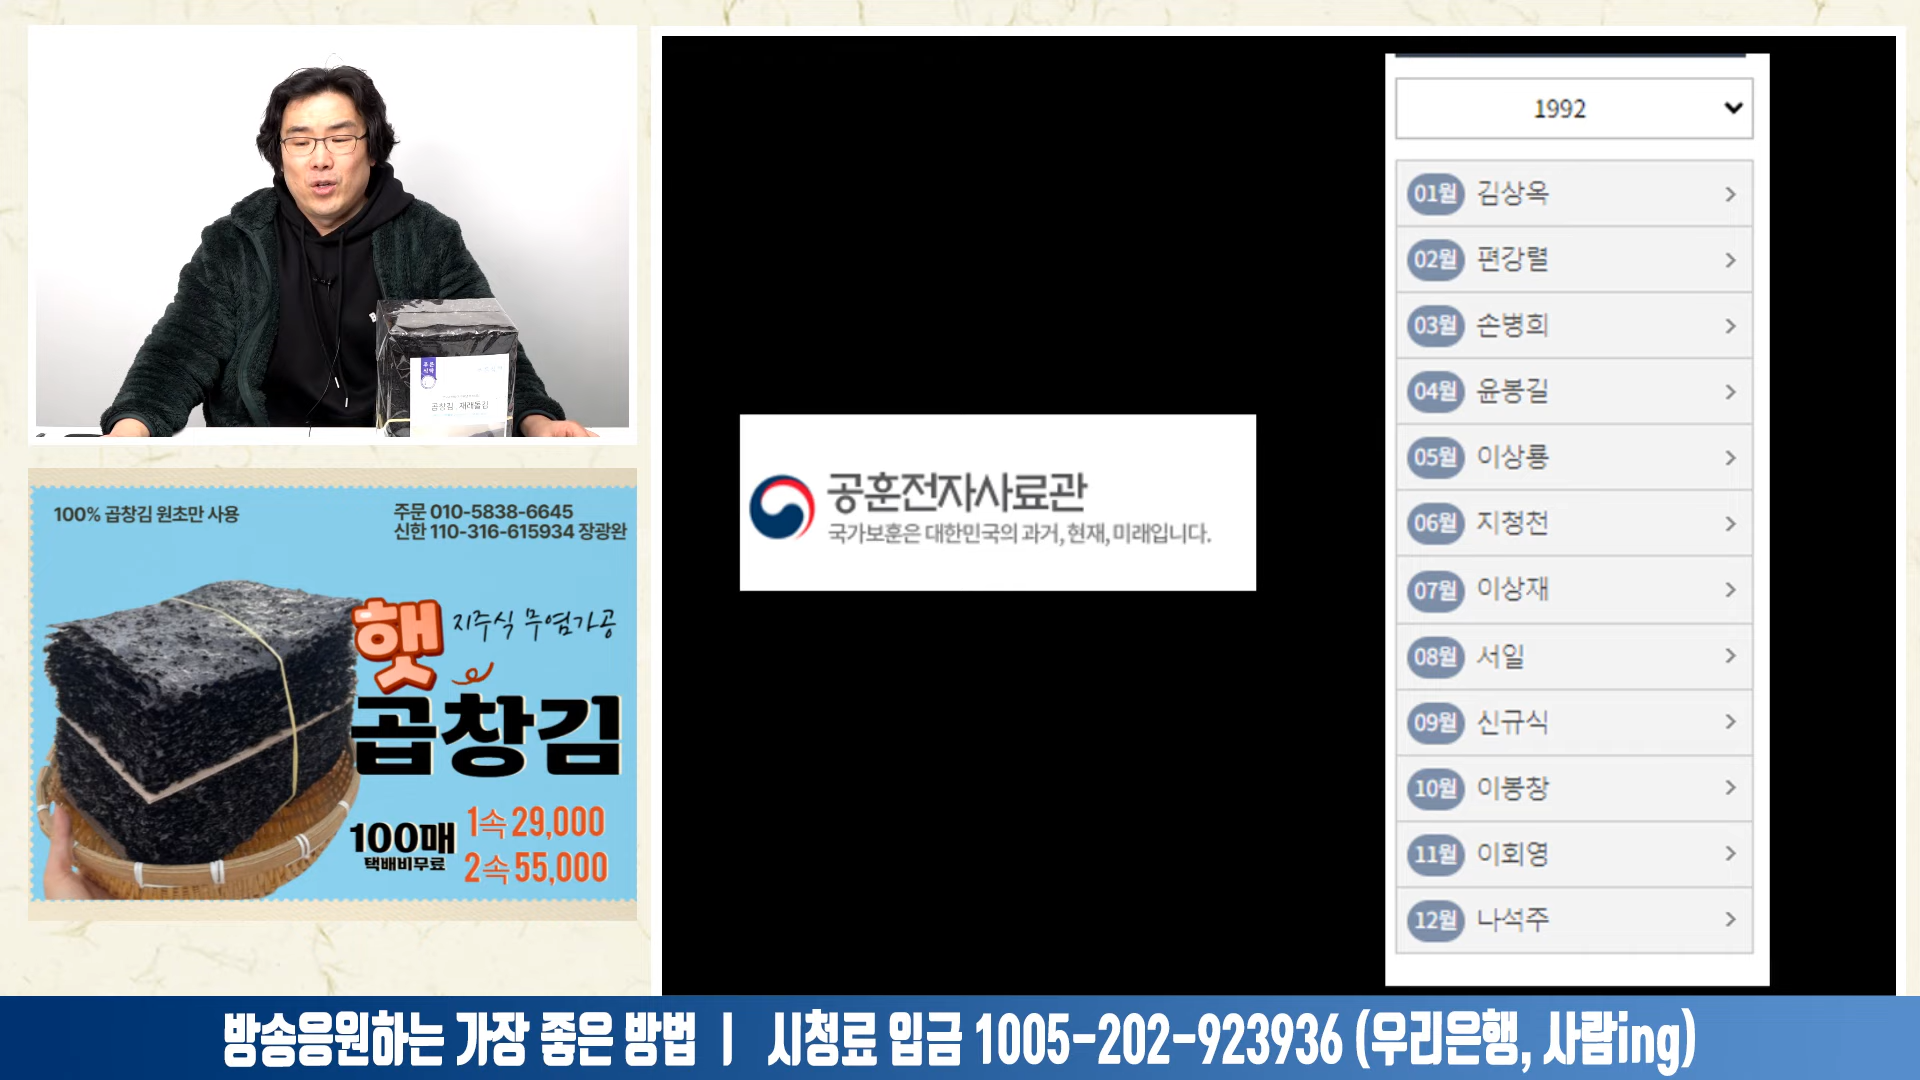 곱창김 재래돌김
100% 곱창김 원초만 사용
주문 010-5838-6645
신한 110-316-615934 장광완
햇 지주식 무염가공
곱창김
100매
택배비무료
1속 29,000
2속 55,000
공훈전자사료관
국가보훈은 대한민국의 과거, 현재, 미래입니다.
1992
01월 김상옥
02월 편강렬
03월 손병희
04월 윤봉길
05월 이상룡
06월 지청천
07월 이상재
08월 서일
09월 신규식
10월 이봉창
11월 이회영
12월 나석주
방송응원하는 가장 좋은 방법 | 시청료 입금 1005-202-923936 (우리은행, 사람ing)